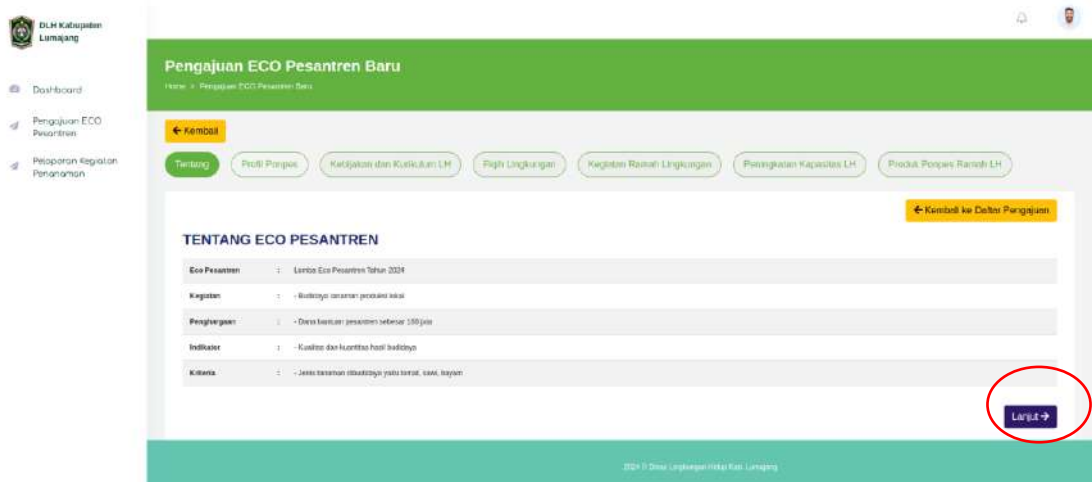 DLH Kabupaten
Lumajang
Dashboard
Pengajuan ECO
Pesantren
Pelaporan Kegiatan
Penanaman
Pengajuan ECO Pesantren Baru
Home > Pengajuan ECO Pesantren Baru
← Kembali
Tentang
Profil Ponpes
Kebijakan dan Kurikulum LH
Fiqih Lingkungan
Kegiatan Ramah Lingkungan
Peningkatan Kapasitas LH
Produk Ponpes Ramah LH
← Kembali ke Daftar Pengajuan
TENTANG ECO PESANTREN
Eco Pesantren : Lomba Eco Pesantren Tahun 2024
Kegiatan : - Budidaya tanaman produksi lokal
Penghargaan : - Dana bantuan pesantren sebesar 100 juta
Indikator : - Kualitas dan kuantitas hasil budidaya
Kriteria : - Jenis tanaman dibudidaya yaitu tomat, sawi, bayam
Lanjut →
2024 © Dinas Lingkungan Hidup Kab. Lumajang